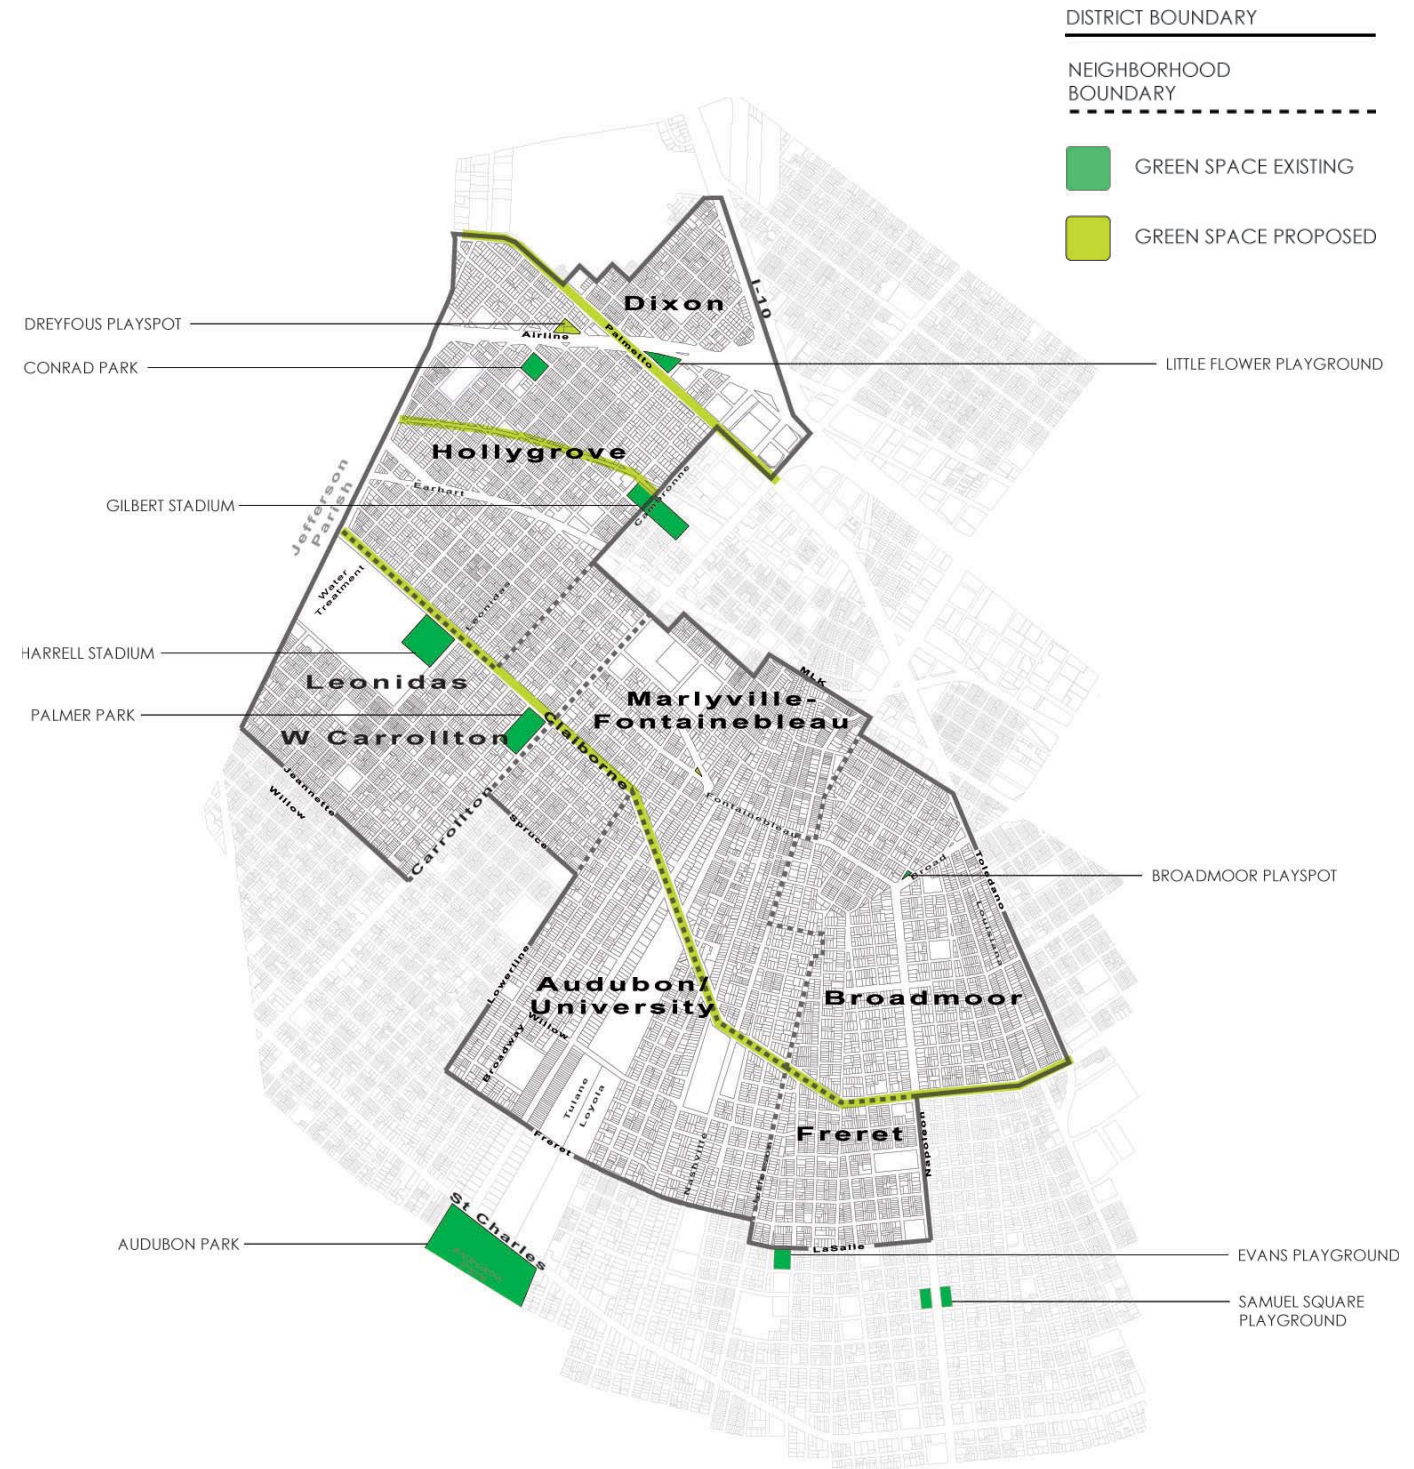 DISTRICT BOUNDARY
NEIGHBORHOOD
BOUNDARY
GREEN SPACE EXISTING
GREEN SPACE PROPOSED
Dixon
I-10
DREYFOUS PLAYSPOT
Airline
Palmetto
CONRAD PARK
LITTLE FLOWER PLAYGROUND
Hollygrove
Jefferson
Parish
Earhart
Cambronne
GILBERT STADIUM
Water
Treatment
Leonidas
HARRELL STADIUM
Leonidas
MLK
Marlyville-
Fontainebleau
PALMER PARK
W Carrollton
Claiborne
Jeannette
Willow
Carrollton
Spruce
Fontainebleau
Broad
Toledano
BROADMOOR PLAYSPOT
Louisiana
Lowerline
Audubon/
University
Broadmoor
Willow
Broadway
Tulane
Loyola
Freret
Freret
Napoleon
Nashville
St Charles
AUDUBON PARK
LaSalle
EVANS PLAYGROUND
SAMUEL SQUARE
PLAYGROUND